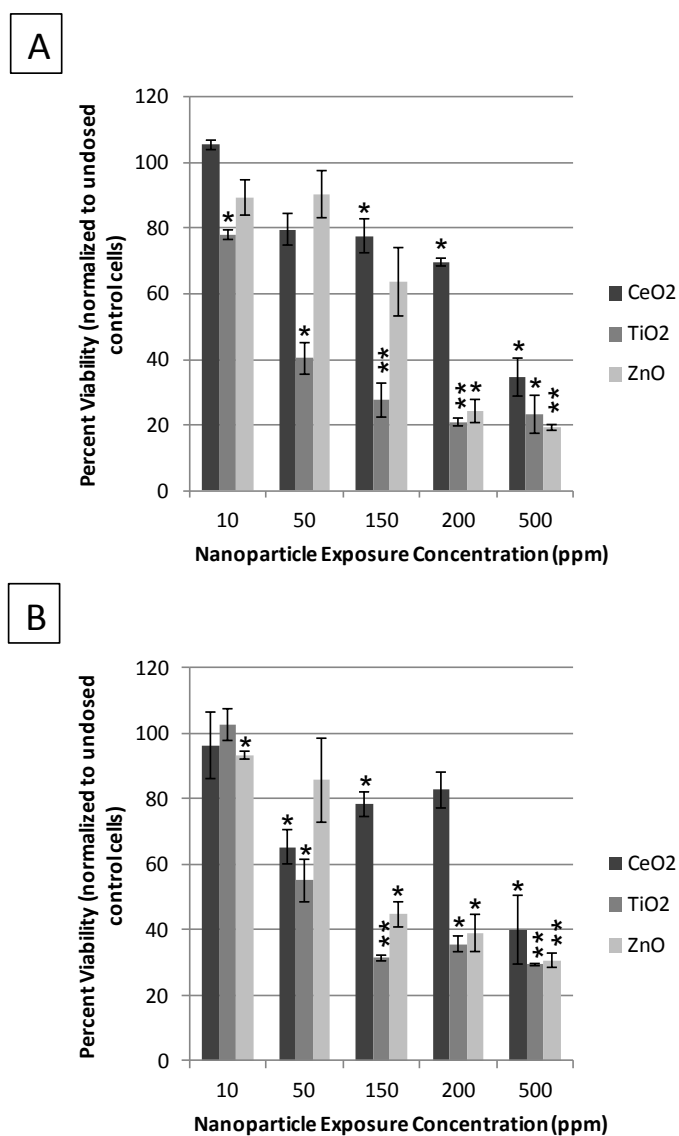 A
Percent Viability (normalized to undosed
control cells)
120
100
80
60
40
20
0
*
*
*
**
*
**
*
*
*
**
10 50 150 200 500
Nanoparticle Exposure Concentration (ppm)
CeO2
TiO2
ZnO
B
Percent Viability (normalized to undosed
control cells)
120
100
80
60
40
20
0
*
*
*
*
**
*
*
*
*
**
**
10 50 150 200 500
Nanoparticle Exposure Concentration (ppm)
CeO2
TiO2
ZnO